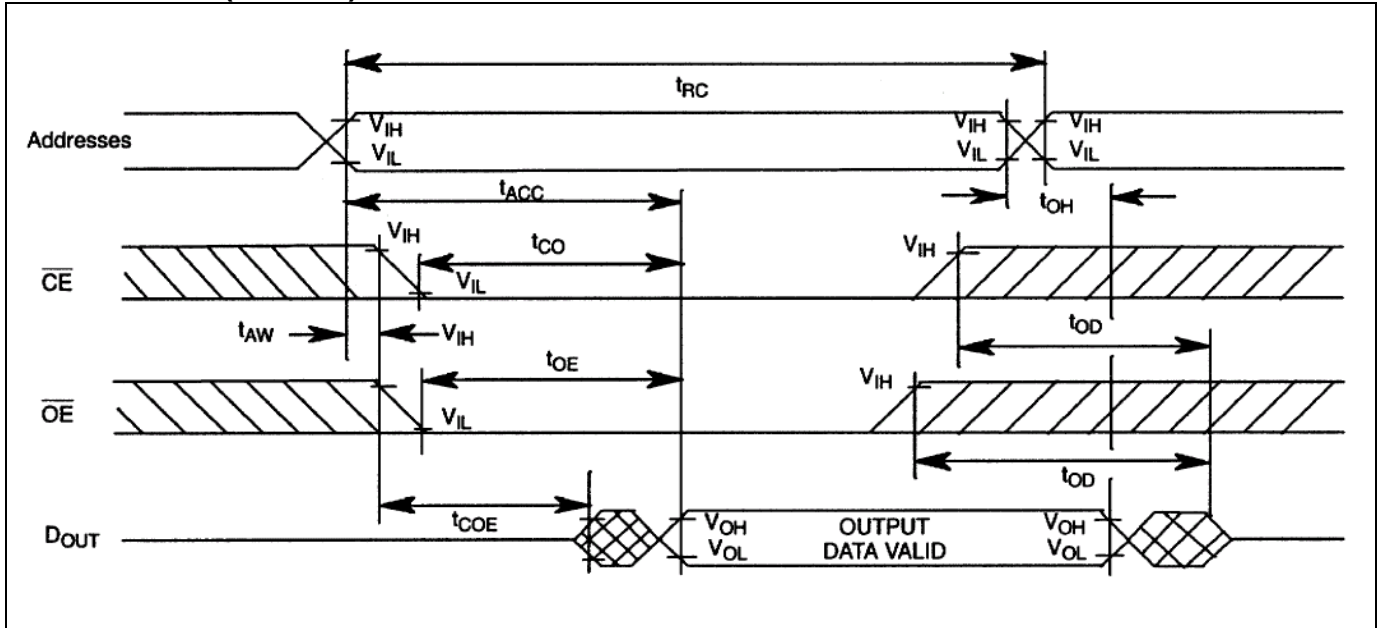 tRC
Addresses
VIH
VIH
VIH
VIL
VIL
VIL
tACC
tOH
VIH
tCO
VIH
CE
VIL
tAW
VIH
tOD
tOE
VIH
OE
VIL
tOD
tCOE
DOUT
VOH
OUTPUT
VOH
VOL
DATA VALID
VOL